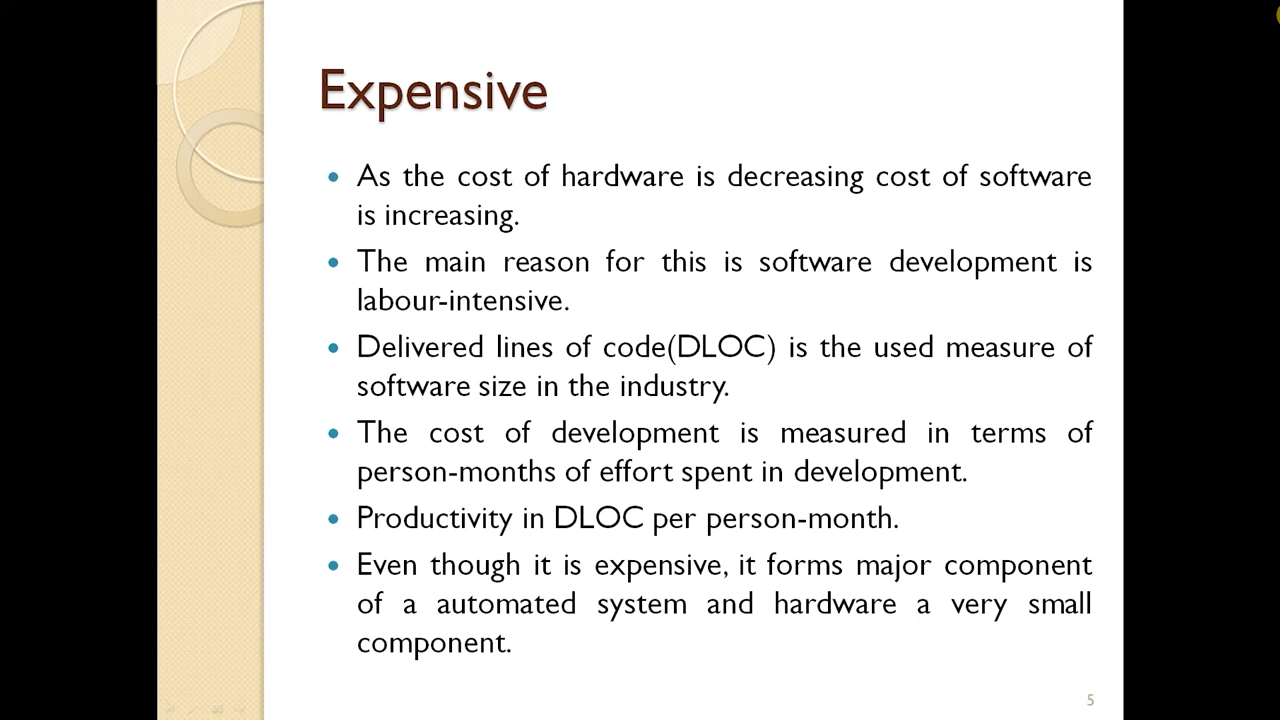 Expensive
As the cost of hardware is decreasing cost of software
is increasing.
The main reason for this is software development is
labour-intensive.
Delivered lines of code(DLOC) is the used measure of
software size in the industry.
The cost of development is measured in terms of
person-months of effort spent in development.
Productivity in DLOC per person-month.
Even though it is expensive, it forms major component
of a automated system and hardware a very small
component.
5